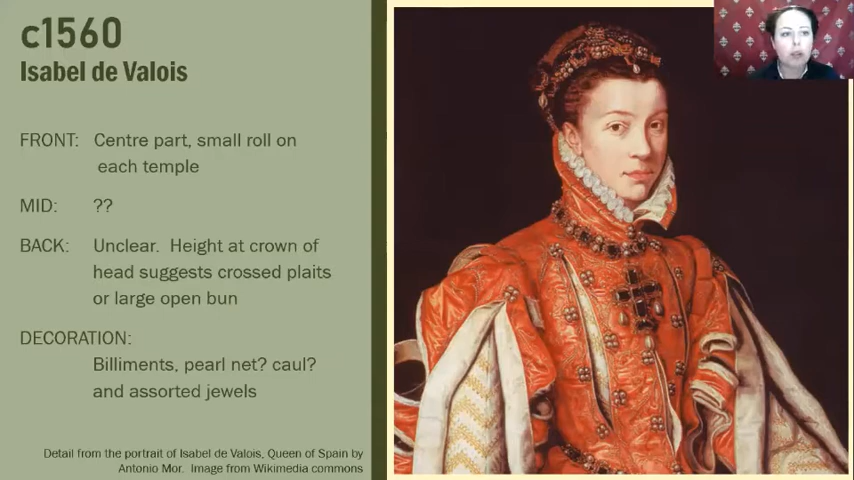 c1560
Isabel de Valois
FRONT: Centre part, small roll on
each temple
MID: ??
BACK: Unclear. Height at crown of
head suggests crossed plaits
or large open bun
DECORATION:
Billiments, pearl net? caul?
and assorted jewels
Detail from the portrait of Isabel de Valois, Queen of Spain by
Antonio Mor. Image from Wikimedia commons